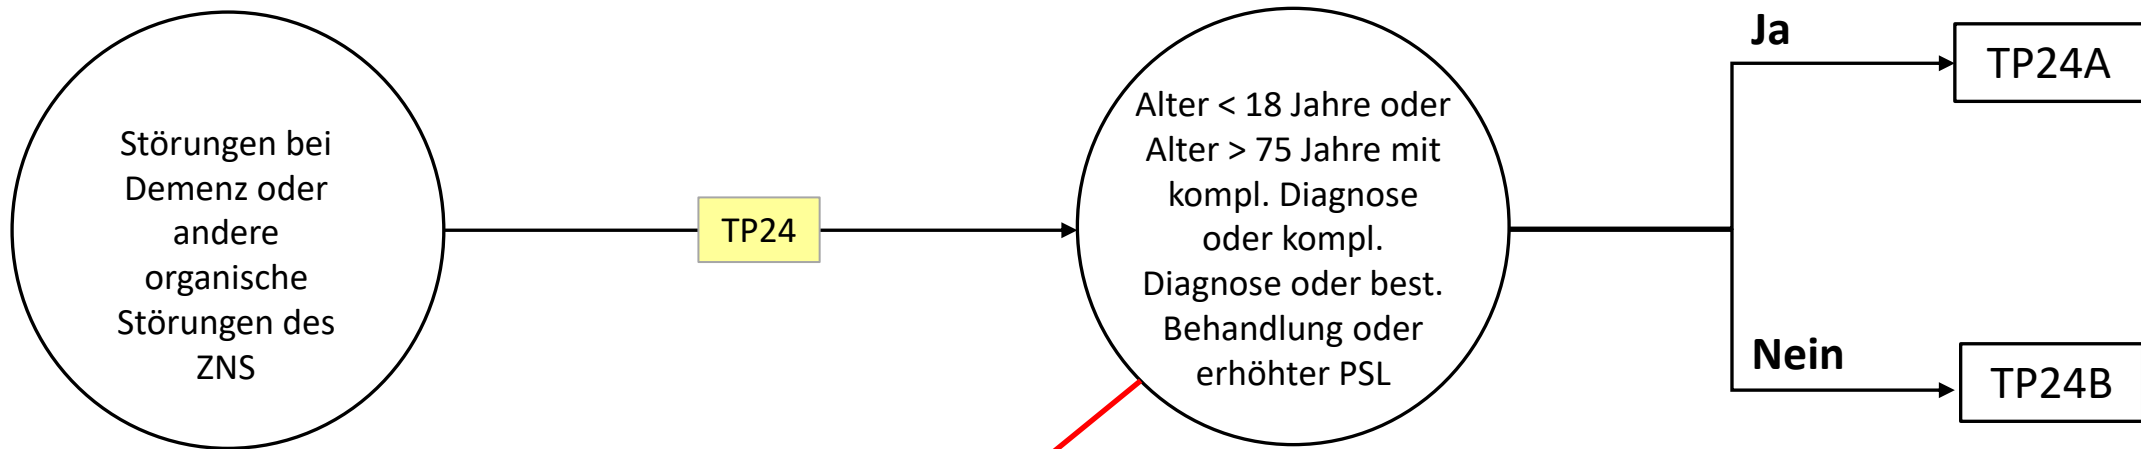 Störungen bei
Demenz oder
andere
organische
Störungen des
ZNS
TP24
Alter < 18 Jahre oder
Alter > 75 Jahre mit
kompl. Diagnose
oder kompl.
Diagnose oder best.
Behandlung oder
erhöhter PSL
Ja
TP24A
Nein
TP24B